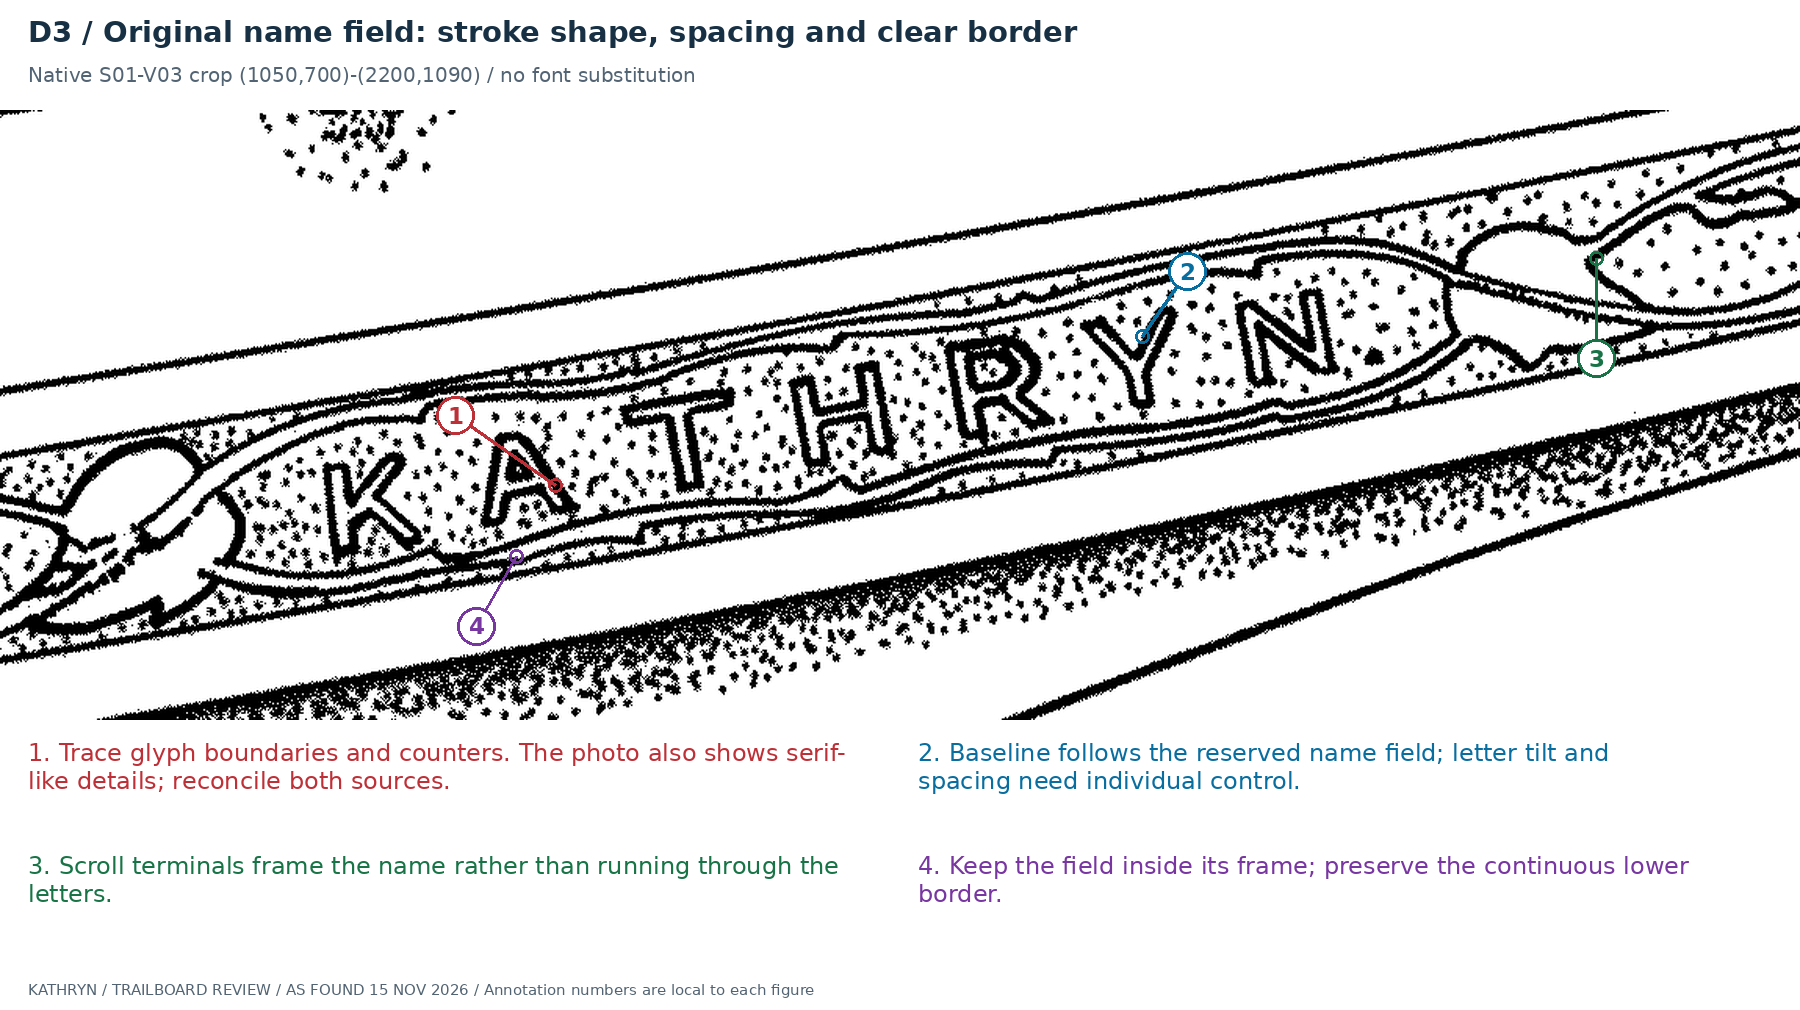 D3 / Original name field: stroke shape, spacing and clear border
Native S01-V03 crop (1050,700)-(2200,1090) / no font substitution
KATHRYN
1
2
3
4
1. Trace glyph boundaries and counters. The photo also shows serif-
like details; reconcile both sources.
2. Baseline follows the reserved name field; letter tilt and
spacing need individual control.
3. Scroll terminals frame the name rather than running through the
letters.
4. Keep the field inside its frame; preserve the continuous lower
border.
KATHRYN / TRAILBOARD REVIEW / AS FOUND 15 NOV 2026 / Annotation numbers are local to each figure